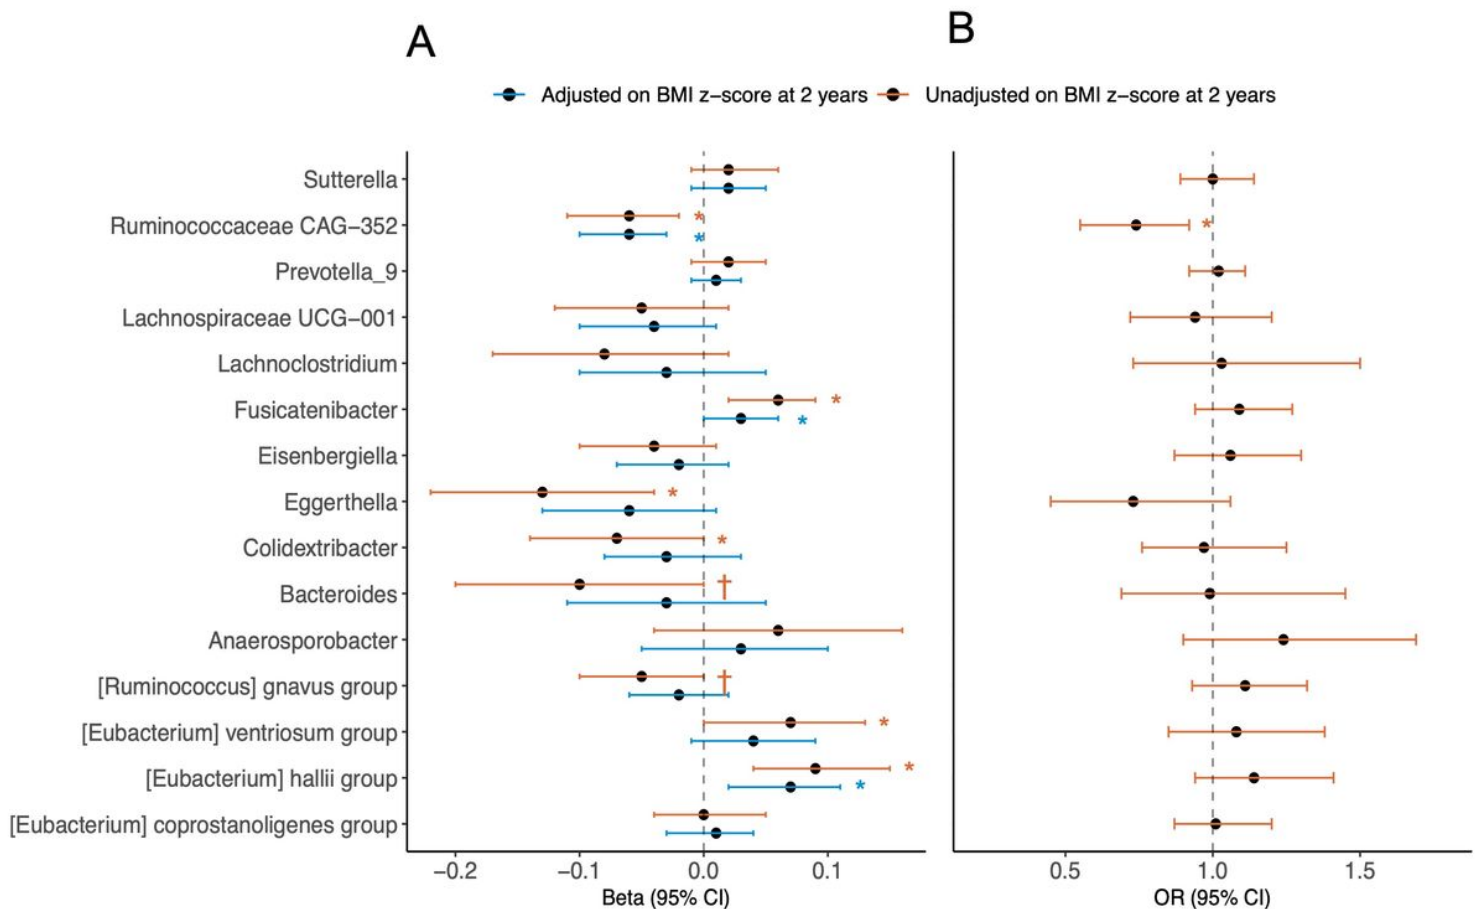 A
B
Adjusted on BMI z−score at 2 years
Unadjusted on BMI z−score at 2 years
Sutterella
Ruminococcaceae CAG−352
* *
*
Prevotella_9
Lachnospiraceae UCG−001
Lachnoclostridium
Fusicatenibacter
*
*
Eisenbergiella
Eggerthella
*
Colidextribacter
*
Bacteroides
†
Anaerosporobacter
[Ruminococcus] gnavus group
†
[Eubacterium] ventriosum group
*
[Eubacterium] hallii group
*
*
[Eubacterium] coprostanoligenes group
−0.2 −0.1 0.0 0.1
0.5 1.0 1.5
Beta (95% CI)
OR (95% CI)